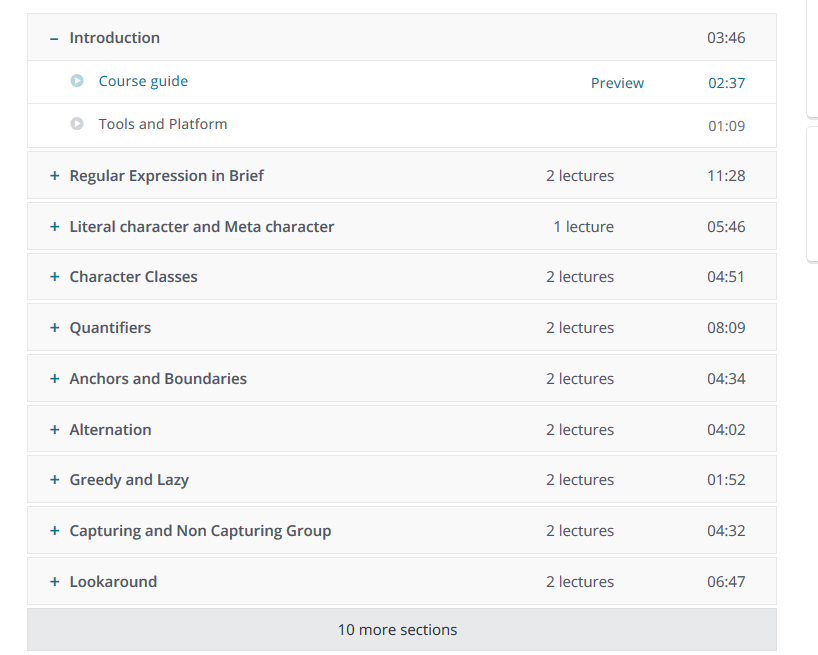 – Introduction 03:46
Course guide Preview 02:37
Tools and Platform 01:09
+ Regular Expression in Brief 2 lectures 11:28
+ Literal character and Meta character 1 lecture 05:46
+ Character Classes 2 lectures 04:51
+ Quantifiers 2 lectures 08:09
+ Anchors and Boundaries 2 lectures 04:34
+ Alternation 2 lectures 04:02
+ Greedy and Lazy 2 lectures 01:52
+ Capturing and Non Capturing Group 2 lectures 04:32
+ Lookaround 2 lectures 06:47
10 more sections